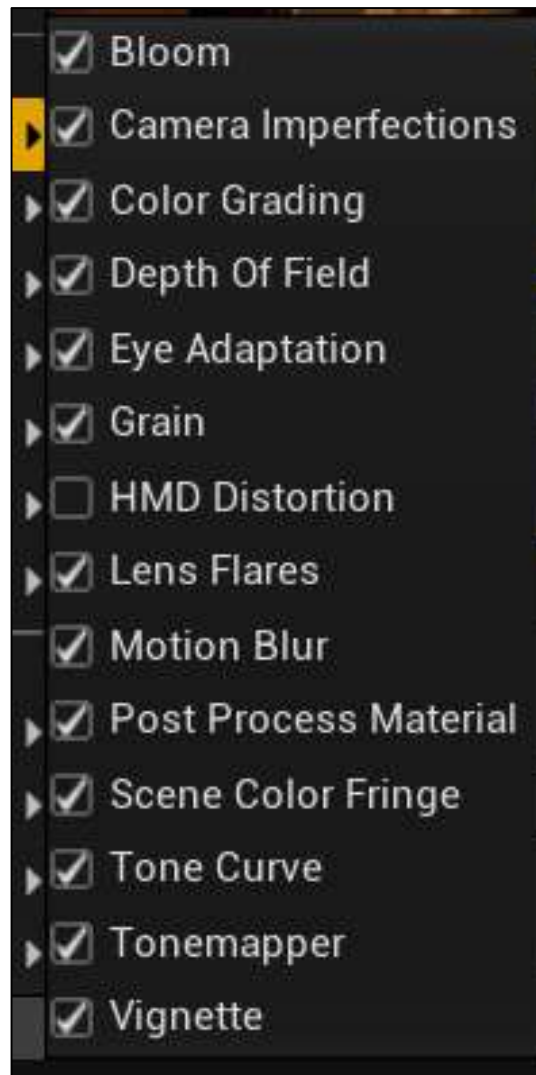 Bloom
Camera Imperfections
Color Grading
Depth Of Field
Eye Adaptation
Grain
HMD Distortion
Lens Flares
Motion Blur
Post Process Material
Scene Color Fringe
Tone Curve
Tonemapper
Vignette